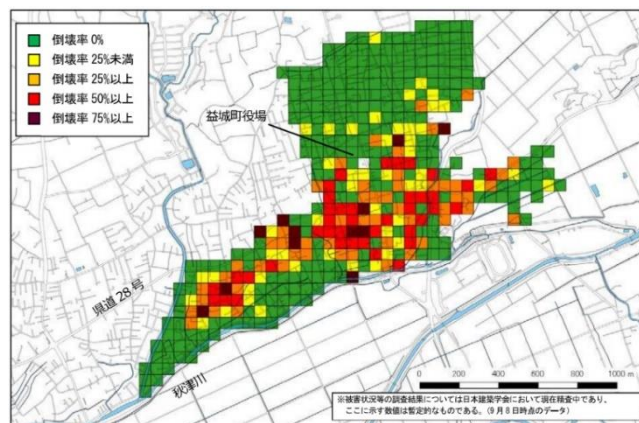 倒壊率 0%
倒壊率 25%未満
倒壊率 25%以上
倒壊率 50%以上
倒壊率 75%以上
益城町役場
県道28号
秋津川
0 200 400 600 800 1000 m
※被害状況等の調査結果については日本建築学会において現在精査中であり、
ここに示す数値は暫定的なものである。(9月8日時点のデータ)